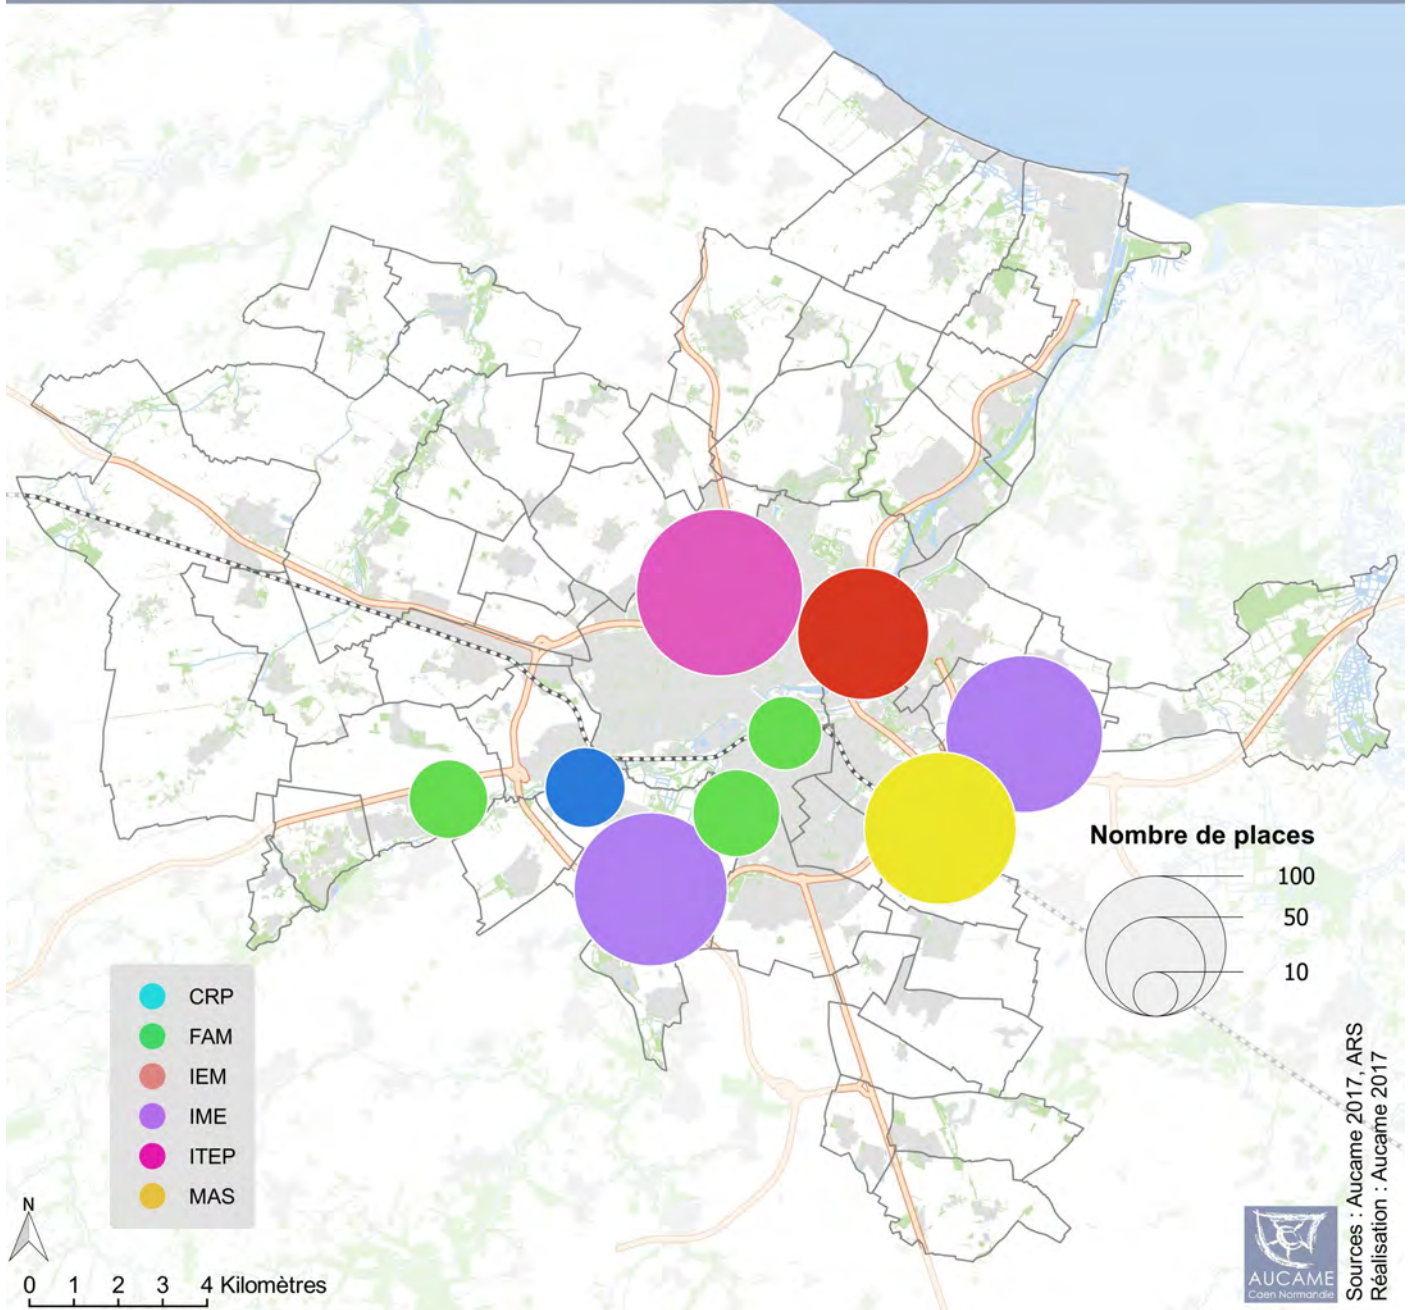 Nombre de places
100
50
10
CRP
FAM
IEM
IME
ITEP
MAS
N
0 1 2 3 4 Kilomètres
AUCAME
Caen Normandie
Sources : Aucame 2017, ARS
Réalisation : Aucame 2017